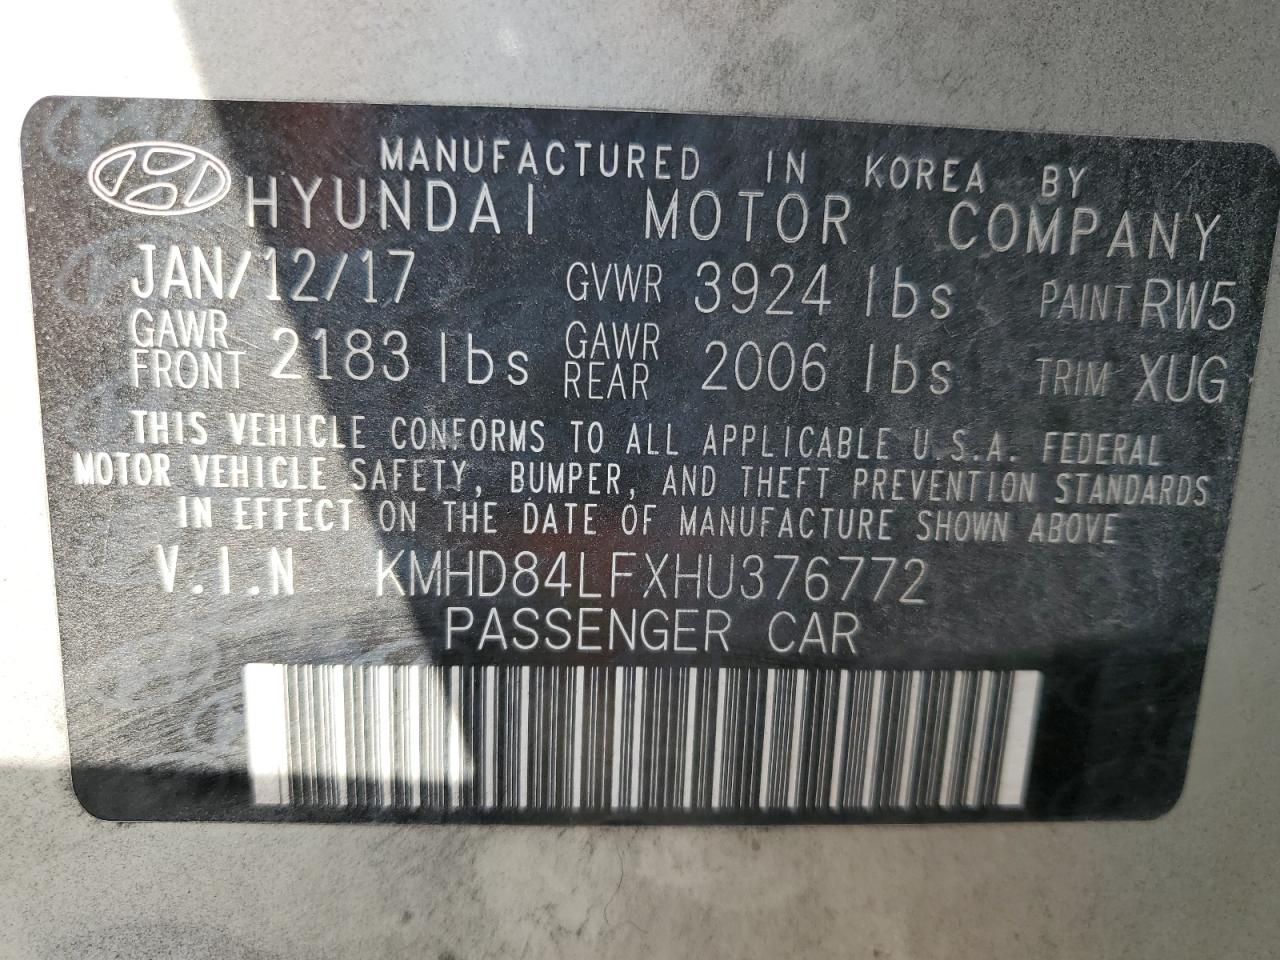 MANUFACTURED IN KOREA BY
HYUNDAI MOTOR COMPANY
JAN/12/17 GVWR 3924 lbs PAINT RW5
GAWR FRONT 2183 lbs GAWR REAR 2006 lbs TRIM XUG
THIS VEHICLE CONFORMS TO ALL APPLICABLE U.S.A. FEDERAL
MOTOR VEHICLE SAFETY, BUMPER, AND THEFT PREVENTION STANDARDS
IN EFFECT ON THE DATE OF MANUFACTURE SHOWN ABOVE
V.I.N KMHD84LFXHU376772
PASSENGER CAR